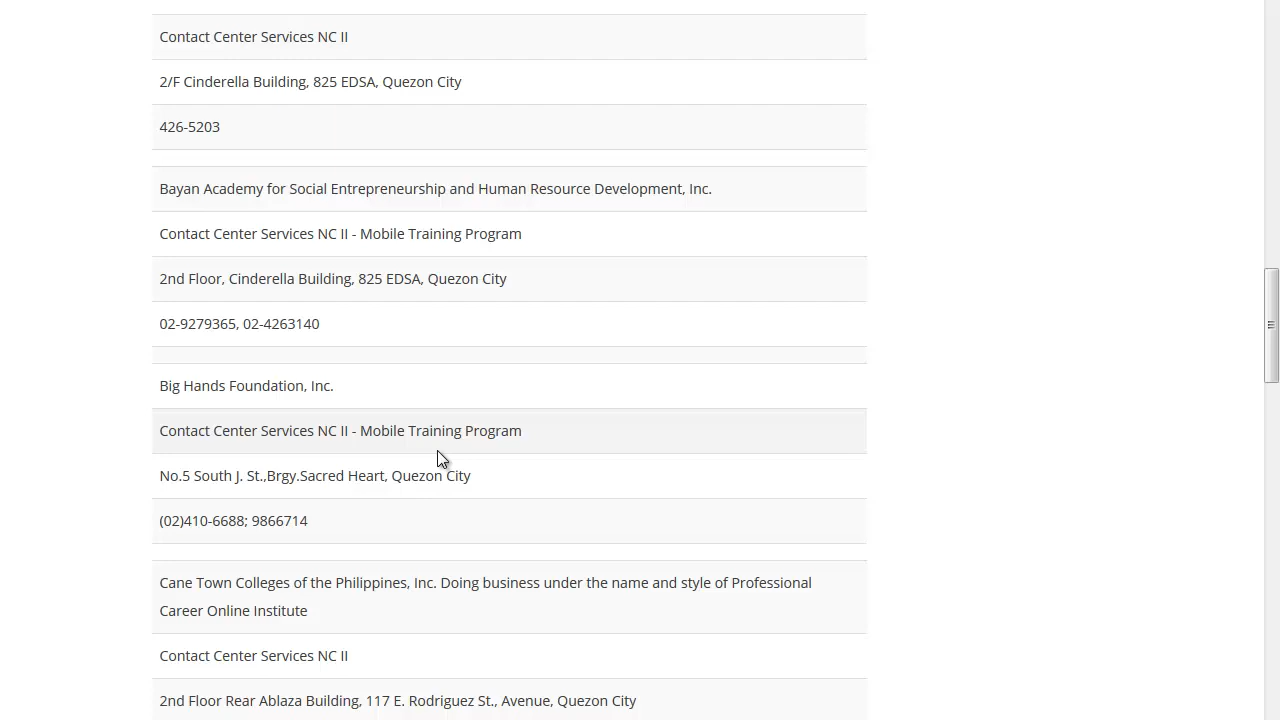 Contact Center Services NC II
2/F Cinderella Building, 825 EDSA, Quezon City
426-5203
Bayan Academy for Social Entrepreneurship and Human Resource Development, Inc.
Contact Center Services NC II - Mobile Training Program
2nd Floor, Cinderella Building, 825 EDSA, Quezon City
02-9279365, 02-4263140
Big Hands Foundation, Inc.
Contact Center Services NC II - Mobile Training Program
No.5 South J. St.,Brgy.Sacred Heart, Quezon City
(02)410-6688; 9866714
Cane Town Colleges of the Philippines, Inc. Doing business under the name and style of Professional
Career Online Institute
Contact Center Services NC II
2nd Floor Rear Ablaza Building, 117 E. Rodriguez St., Avenue, Quezon City